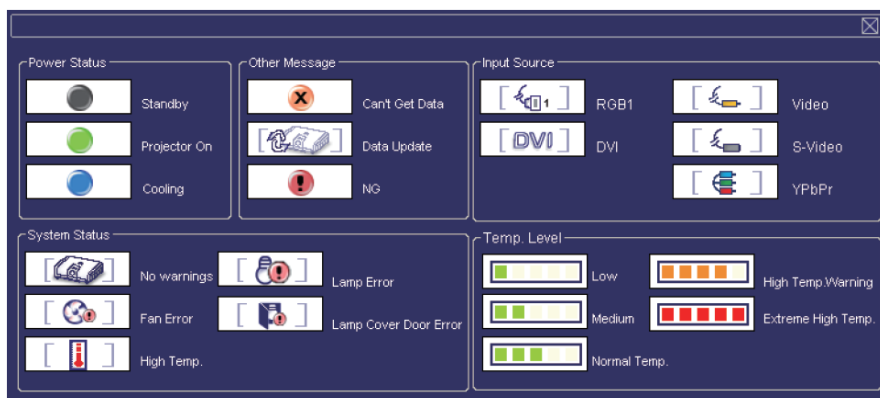 Power Status
Standby
Projector On
Cooling
Other Message
X
Can't Get Data
Data Update
!
NG
Input Source
1
RGB1
DVI
DVI
Video
S-Video
YPbPr
System Status
No warnings
! Fan Error
High Temp.
! Lamp Error
! Lamp Cover Door Error
Temp. Level
Low
Medium
Normal Temp.
High Temp.Warning
Extreme High Temp.